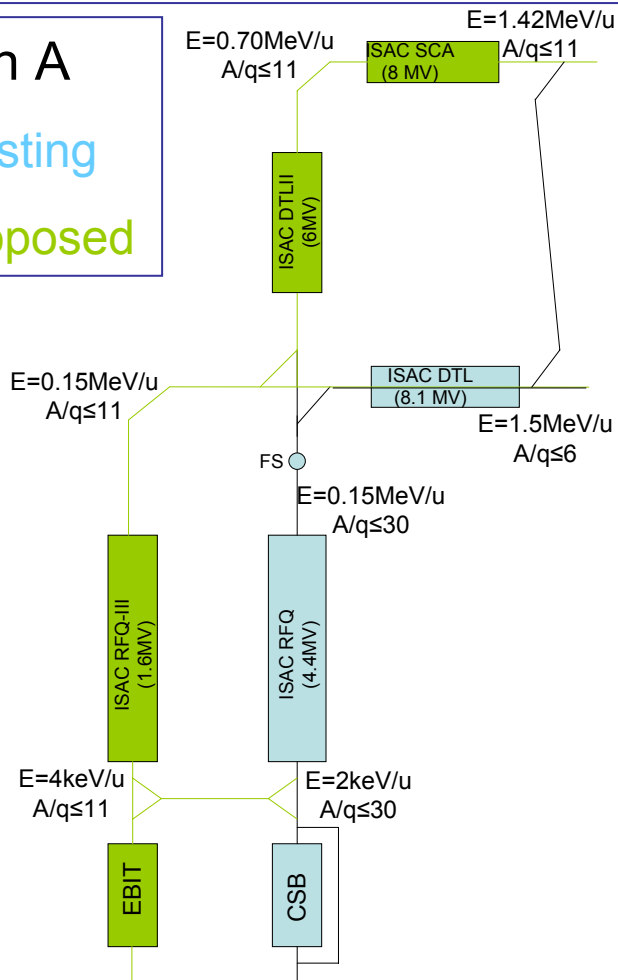 A
E=0.70MeV/u
A/q≤11
ISAC SCA
(8 MV)
E=1.42MeV/u
A/q≤11
ISAC DTLII
(6MV)
E=0.15MeV/u
A/q≤11
ISAC DTL
(8.1 MV)
E=1.5MeV/u
A/q≤6
FS
E=0.15MeV/u
A/q≤30
ISAC RFQ-III
(1.6MV)
ISAC RFQ
(4.4MV)
E=4keV/u
A/q≤11
E=2keV/u
A/q≤30
EBIT
CSB